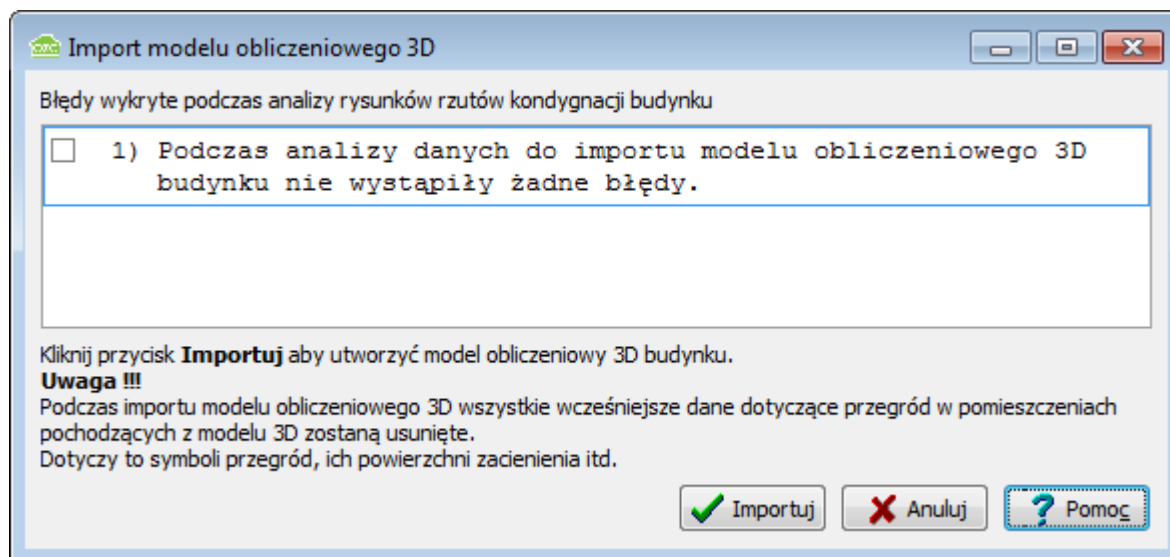 Import modelu obliczeniowego 3D
Błędy wykryte podczas analizy rysunków rzutów kondygnacji budynku
1) Podczas analizy danych do importu modelu obliczeniowego 3D
budynku nie wystąpiły żadne błędy.
Kliknij przycisk Importuj aby utworzyć model obliczeniowy 3D budynku.
Uwaga !!!
Podczas importu modelu obliczeniowego 3D wszystkie wcześniejsze dane dotyczące przegród w pomieszczeniach
pochodzących z modelu 3D zostaną usunięte.
Dotyczy to symboli przegród, ich powierzchni zacienienia itd.
Importuj Anuluj Pomoc